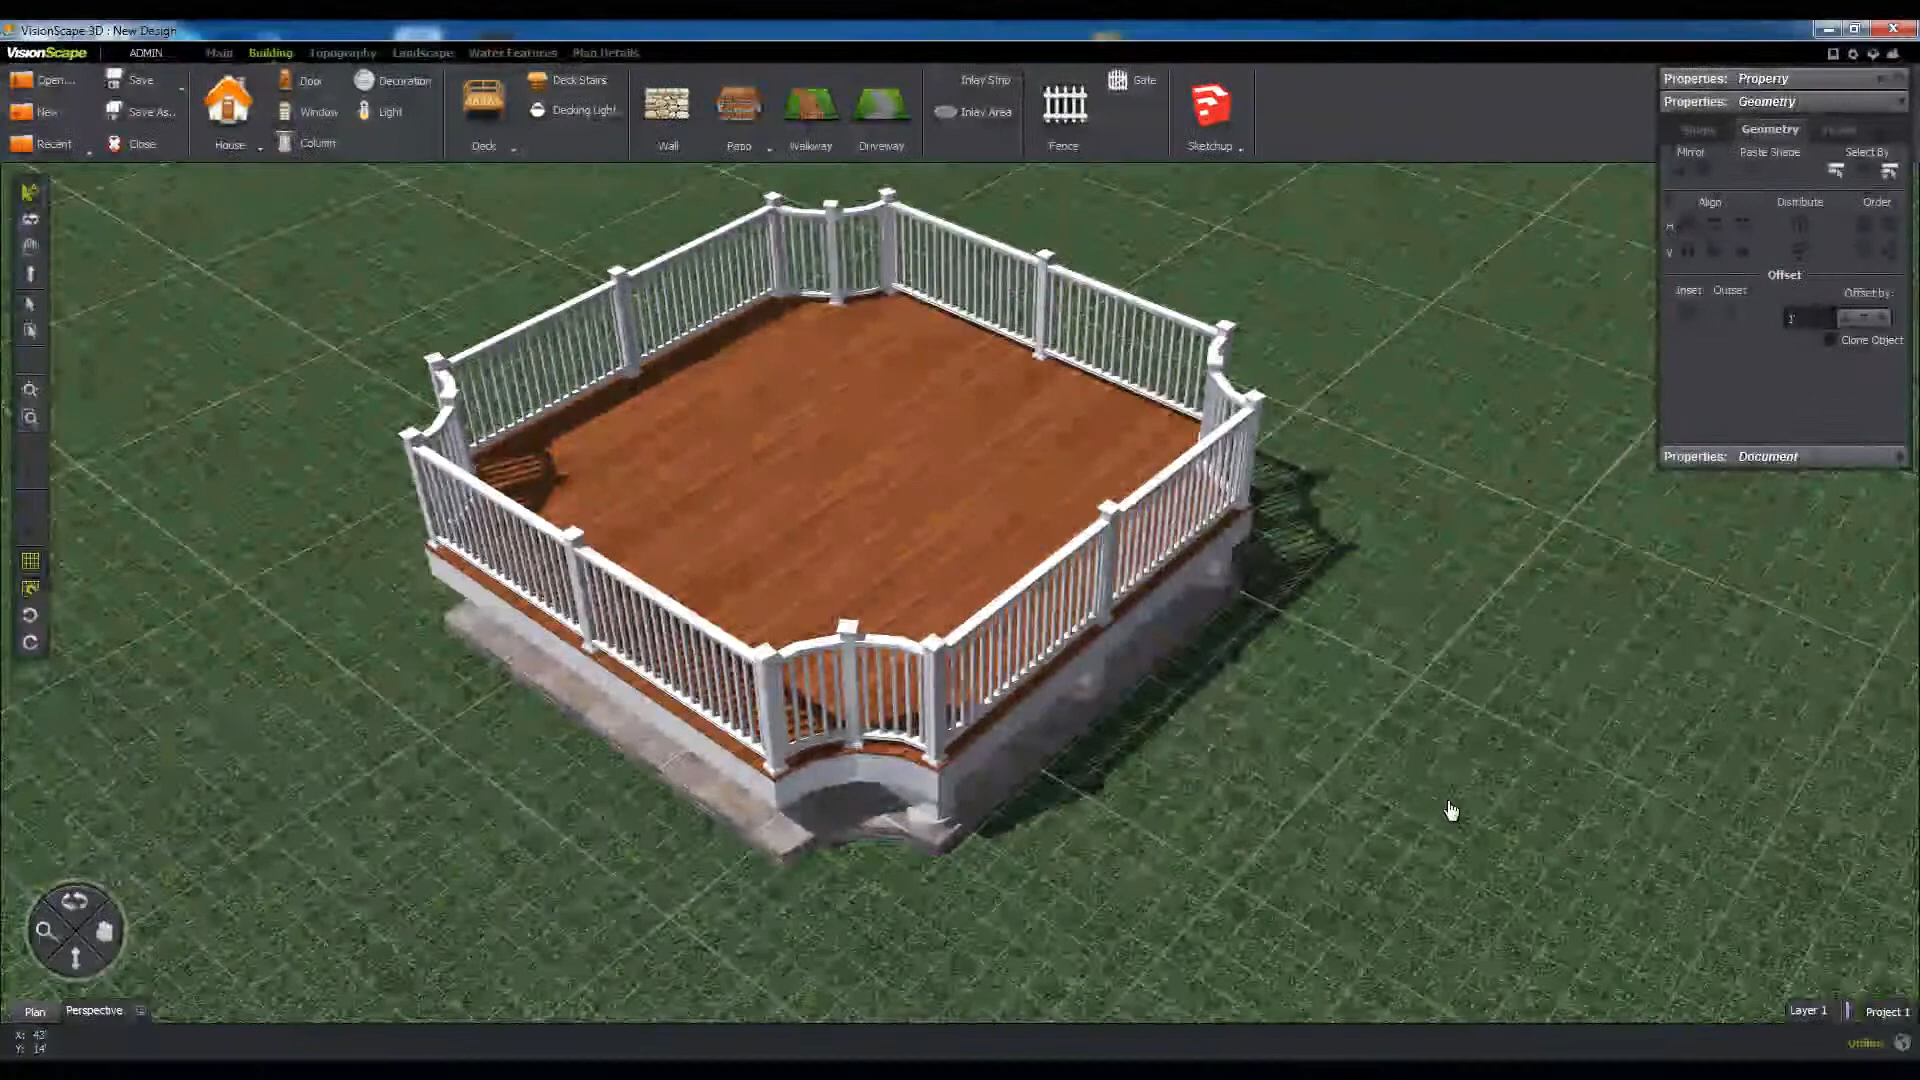 VisionScape 3D : New Design
VisionScape ADMIN Main Building Topography Landscape Water Features Plan Details
Open... Save Door Decoration Deck Stairs Inlay Strip Gate
New Save As.. Window Light Decking Light Inlay Area
Recent Close House Column Deck Wall Patio Walkway Driveway Fence Sketchup
Properties: Property
Properties: Geometry
Geometry
Mirror Paste Shape Select By
Align Distribute Order
H
V
Offset
Inset Outset Offset by:
1'
Clone Object
Properties: Document
Plan Perspective
Layer 1 Project 1
X: 43'
Y: 14'